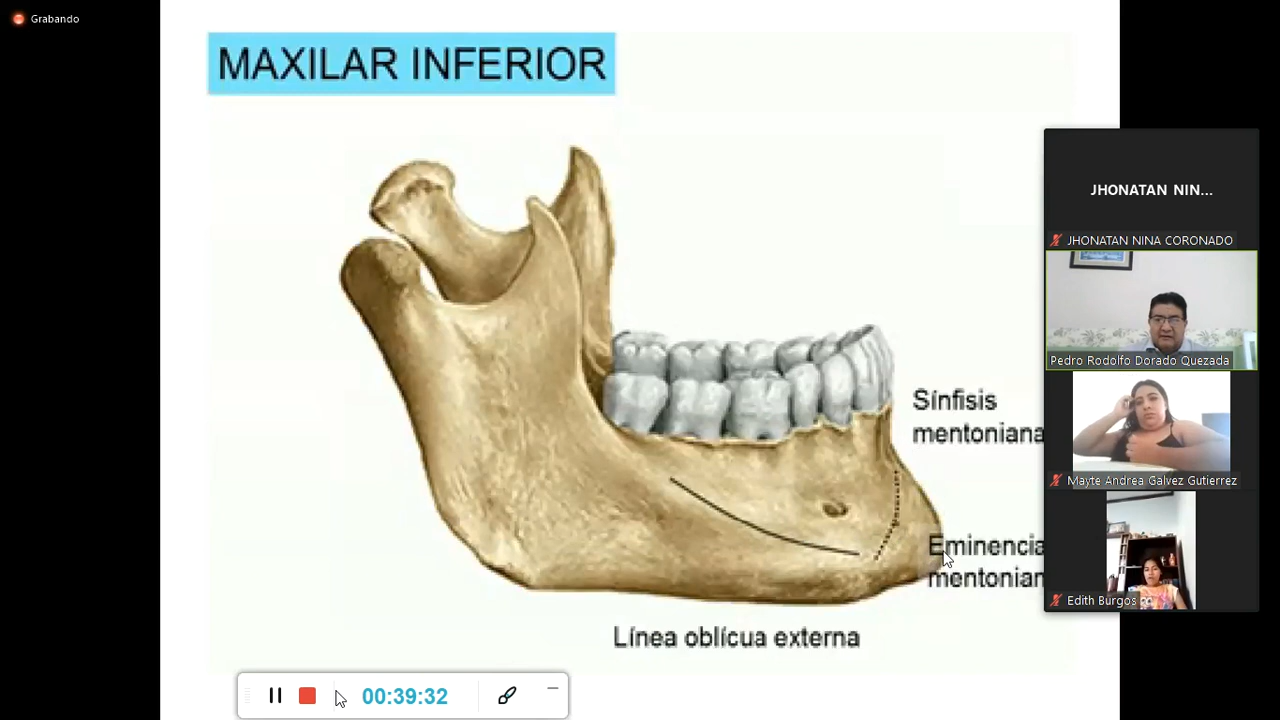 Grabando
MAXILAR INFERIOR
JHONATAN NIN...
JHONATAN NINA CORONADO
Pedro Rodolfo Dorado Quezada
Sínfisis
mentoniana
Mayte Andrea Galvez Gutierrez
Eminencia
mentonian
Edith Burgos
Línea oblícua externa
00:39:32